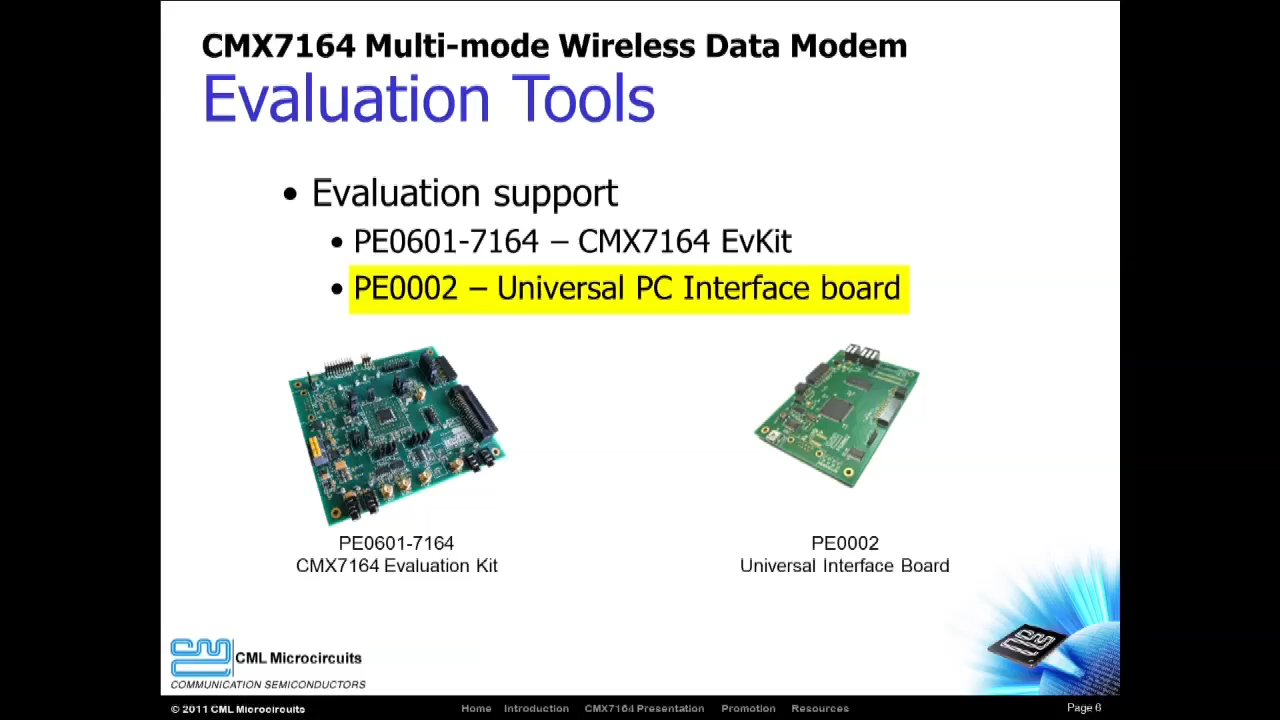 CMX7164 Multi-mode Wireless Data Modem
Evaluation Tools
• Evaluation support
• PE0601-7164 – CMX7164 EvKit
• PE0002 – Universal PC Interface board
PE0601-7164
CMX7164 Evaluation Kit
PE0002
Universal Interface Board
CML Microcircuits
COMMUNICATION SEMICONDUCTORS
© 2011 CML Microcircuits
Home Introduction CMX7164 Presentation Promotion Resources
Page 6